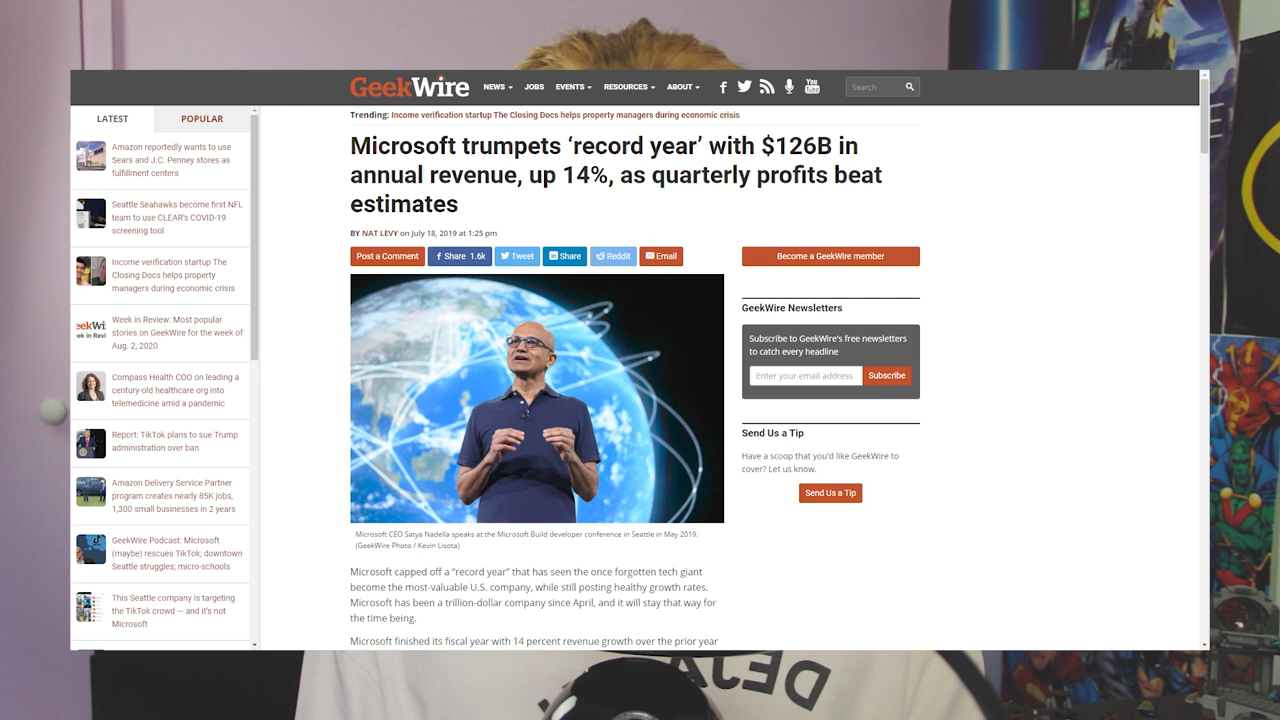 GeekWire
NEWS
JOBS
EVENTS
RESOURCES
ABOUT
You
Tube
Search
LATEST
POPULAR
Trending: Income verification startup The Closing Docs helps property managers during economic crisis
Microsoft trumpets ‘record year’ with $126B in
annual revenue, up 14%, as quarterly profits beat
estimates
BY NAT LEVY on July 18, 2019 at 1:25 pm
Post a Comment
Share 1.6k
Tweet
Share
Reddit
Email
Become a GeekWire member
Amazon reportedly wants to use
Sears and J.C. Penney stores as
fulfillment centers
Seattle Seahawks become first NFL
team to use CLEAR's COVID-19
screening tool
Income verification startup The
Closing Docs helps property
managers during economic crisis
eekWi
ek in Revi
Week in Review: Most popular
stories on GeekWire for the week of
Aug. 2, 2020
Compass Health COO on leading a
century-old healthcare org into
telemedicine amid a pandemic
Report: TikTok plans to sue Trump
administration over ban
Amazon Delivery Service Partner
program creates nearly 85K jobs,
1,300 small businesses in 2 years
GeekWire Podcast: Microsoft
(maybe) rescues TikTok; downtown
Seattle struggles; micro-schools
This Seattle company is targeting
the TikTok crowd — and it's not
Microsoft
GeekWire Newsletters
Subscribe to GeekWire's free newsletters
to catch every headline
Enter your email address
Subscribe
Send Us a Tip
Have a scoop that you'd like GeekWire to
cover? Let us know.
Send Us a Tip
Microsoft CEO Satya Nadella speaks at the Microsoft Build developer conference in Seattle in May 2019.
(GeekWire Photo / Kevin Lisota)
Microsoft capped off a “record year” that has seen the once forgotten tech giant
become the most-valuable U.S. company, while still posting healthy growth rates.
Microsoft has been a trillion-dollar company since April, and it will stay that way for
the time being.
Microsoft finished its fiscal year with 14 percent revenue growth over the prior year
DEJA